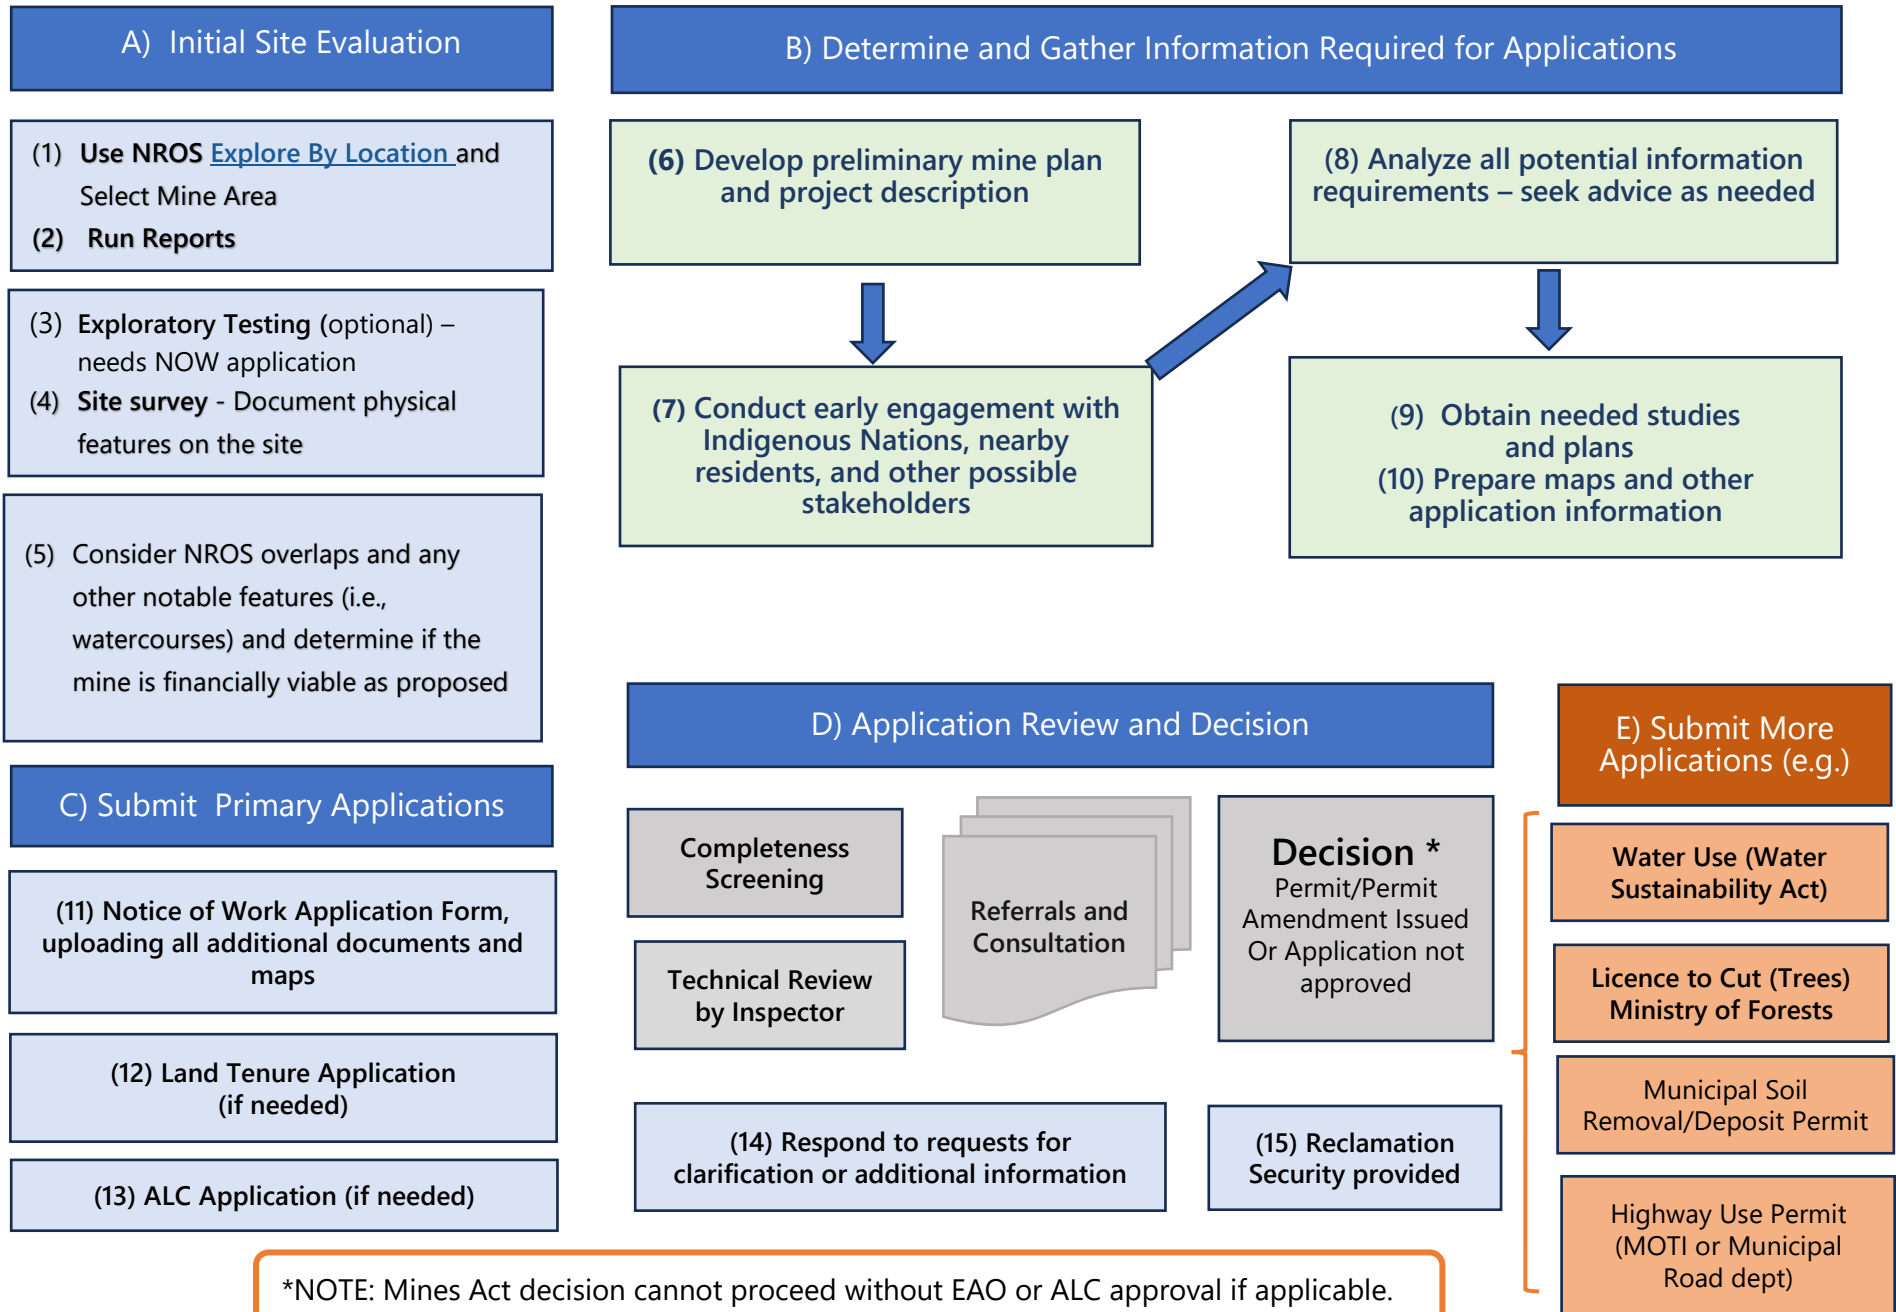 A) Initial Site Evaluation
(1) Use NROS Explore By Location and
Select Mine Area
(2) Run Reports
(3) Exploratory Testing (optional) –
needs NOW application
(4) Site survey - Document physical
features on the site
(5) Consider NROS overlaps and any
other notable features (i.e.,
watercourses) and determine if the
mine is financially viable as proposed
B) Determine and Gather Information Required for Applications
(6) Develop preliminary mine plan
and project description
(7) Conduct early engagement with
Indigenous Nations, nearby
residents, and other possible
stakeholders
(8) Analyze all potential information
requirements – seek advice as needed
(9) Obtain needed studies
and plans
(10) Prepare maps and other
application information
C) Submit Primary Applications
(11) Notice of Work Application Form,
uploading all additional documents and
maps
(12) Land Tenure Application
(if needed)
(13) ALC Application (if needed)
D) Application Review and Decision
Completeness
Screening
Technical Review
by Inspector
Referrals and
Consultation
Decision *
Permit/Permit
Amendment Issued
Or Application not
approved
(14) Respond to requests for
clarification or additional information
(15) Reclamation
Security provided
E) Submit More
Applications (e.g.)
Water Use (Water
Sustainability Act)
Licence to Cut (Trees)
Ministry of Forests
Municipal Soil
Removal/Deposit Permit
Highway Use Permit
(MOTI or Municipal
Road dept)
*NOTE: Mines Act decision cannot proceed without EAO or ALC approval if applicable.